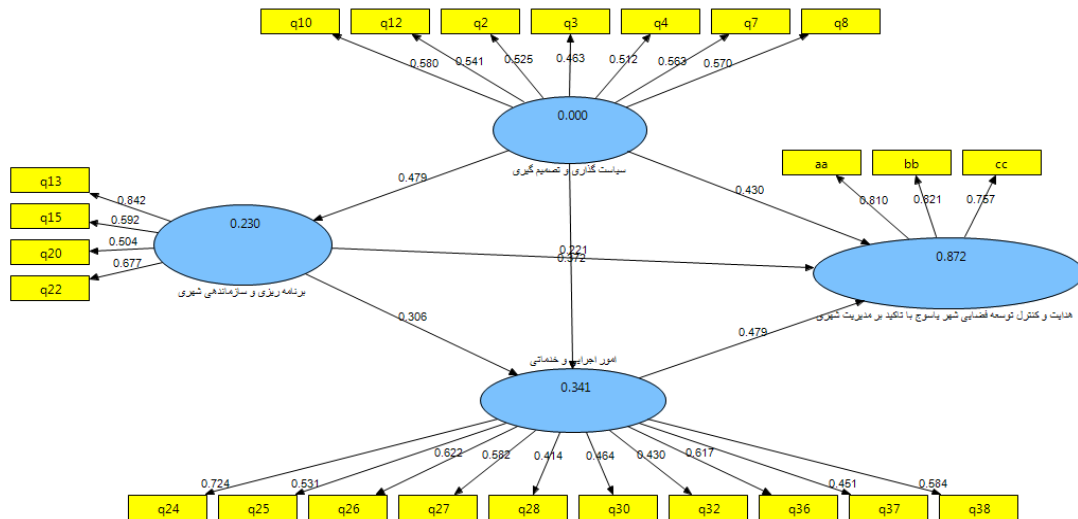 q10 q12 q2 q3 q4 q7 q8
0.580 0.541 0.525 0.463 0.512 0.563 0.570
0.000
سیاست گذاری و تصمیم گیری
aa bb cc
0.810 0.821 0.757
0.479
0.430
q13
0.842
q15
0.592
q20
0.504
q22
0.677
0.230
برنامه ریزی و سازماندهی شهری
0.221
0.372
0.872
هدایت و کنترل توسعه فضایی شهر یاسوج با تاکید بر مدیریت شهری
0.306
0.479
امور اجرایی و خدماتی
0.341
0.724 0.531 0.622 0.582 0.414 0.464 0.430 0.617 0.451 0.584
q24 q25 q26 q27 q28 q30 q32 q36 q37 q38